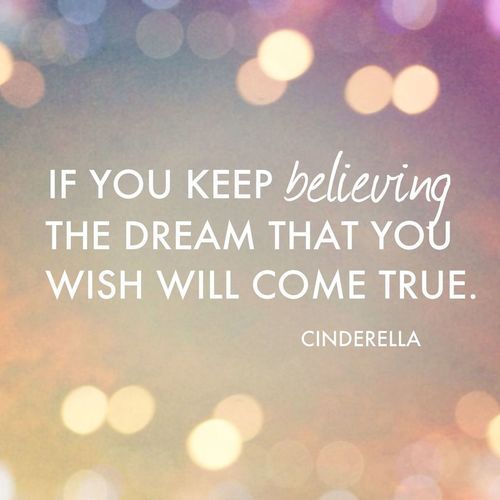 IF YOU KEEP believing
THE DREAM THAT YOU
WISH WILL COME TRUE.
CINDERELLA